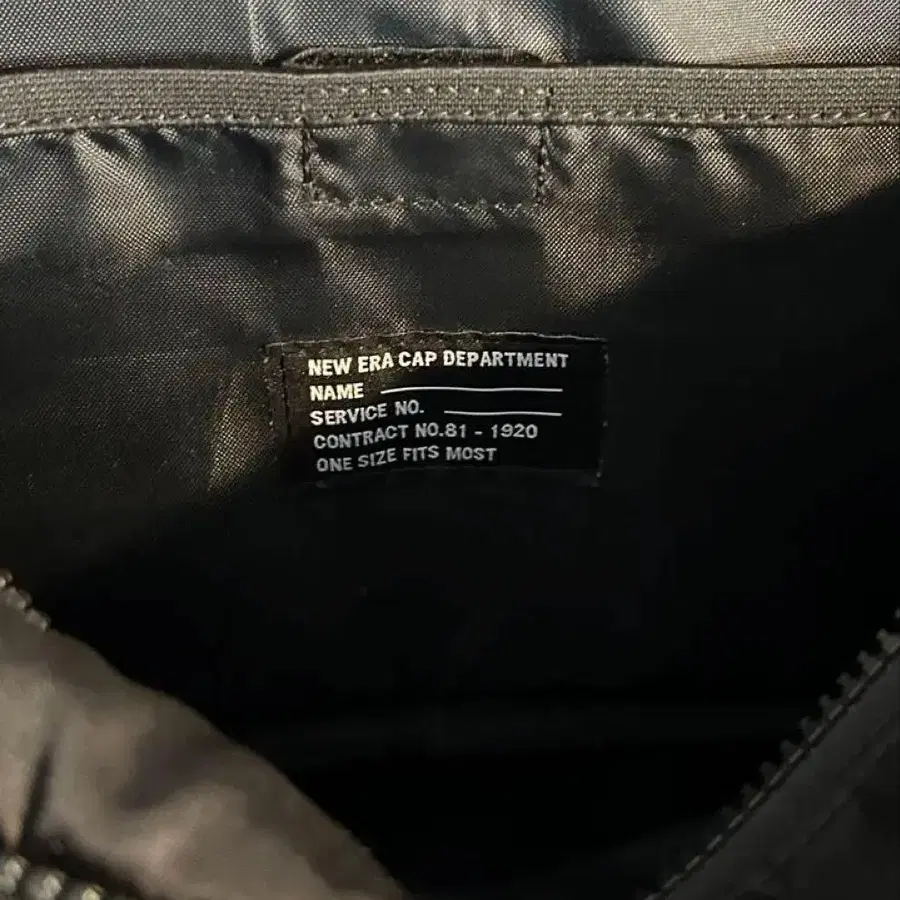 NEW ERA CAP DEPARTMENT
NAME
SERVICE NO.
CONTRACT NO.81 - 1920
ONE SIZE FITS MOST